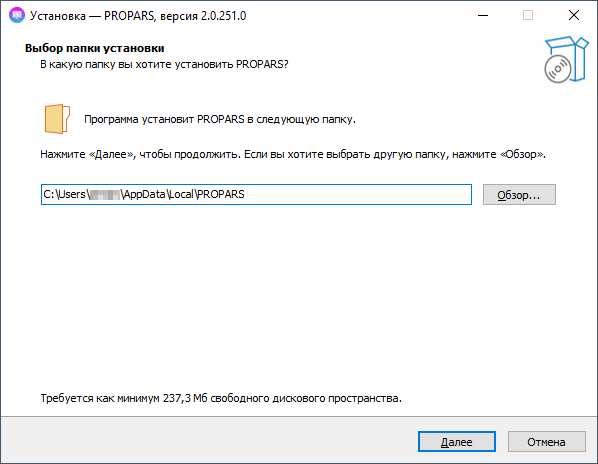 Установка — PROPARS, версия 2.0.251.0
Выбор папки установки
В какую папку вы хотите установить PROPARS?
Программа установит PROPARS в следующую папку.
Нажмите «Далее», чтобы продолжить. Если вы хотите выбрать другую папку, нажмите «Обзор».
C:\Users\ \AppData\Local\PROPARS
Обзор...
Требуется как минимум 237,3 Мб свободного дискового пространства.
Далее
Отмена